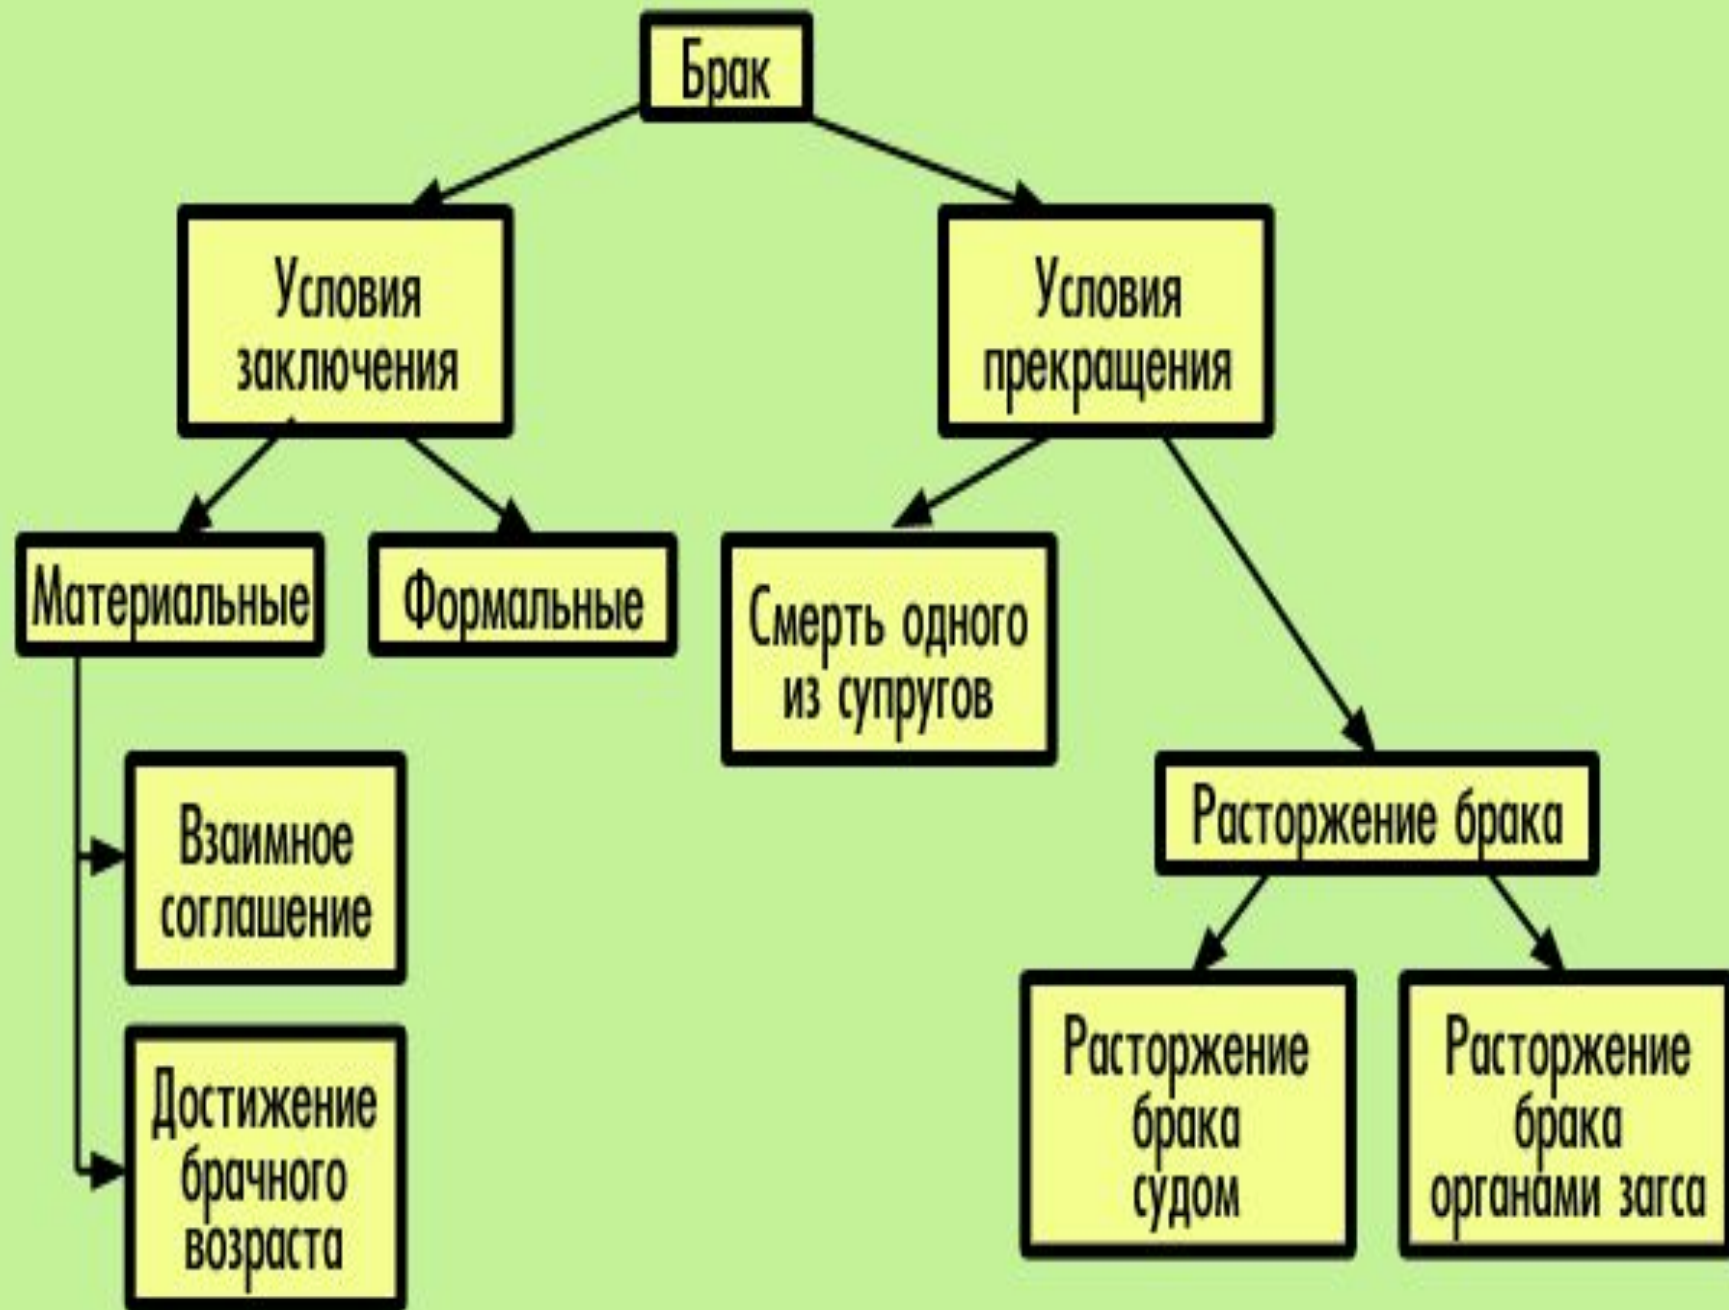 Брак
Условия
заключения
Условия
прекращения
Материальные
Формальные
Смерть одного
из супругов
Взаимное
соглашение
Расторжение брака
Достижение
брачного
возраста
Расторжение
брака
судом
Расторжение
брака
органами загса